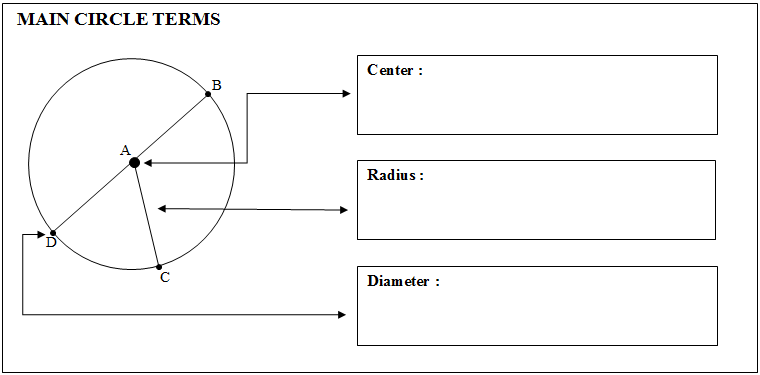 MAIN CIRCLE TERMS
B
Center :
A
Radius :
D
C
Diameter :